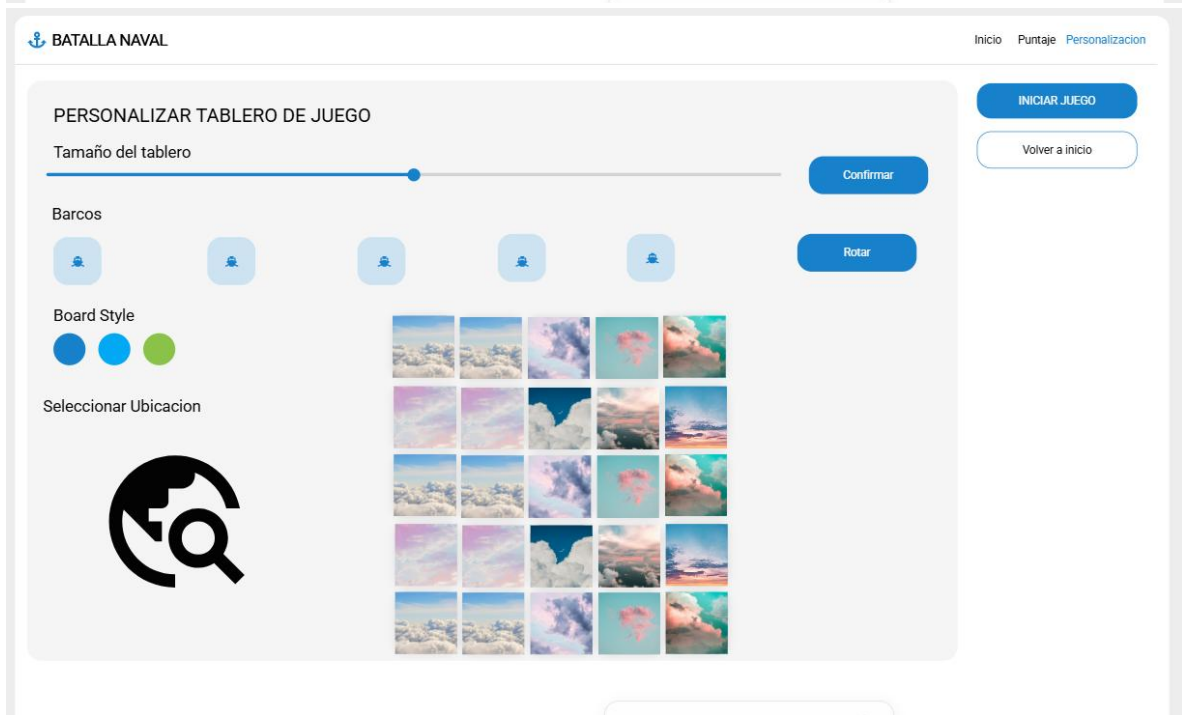 BATALLA NAVAL
Inicio Puntaje Personalizacion
INICIAR JUEGO
Volver a inicio
PERSONALIZAR TABLERO DE JUEGO
Tamaño del tablero
Confirmar
Barcos
Rotar
Board Style
Seleccionar Ubicacion